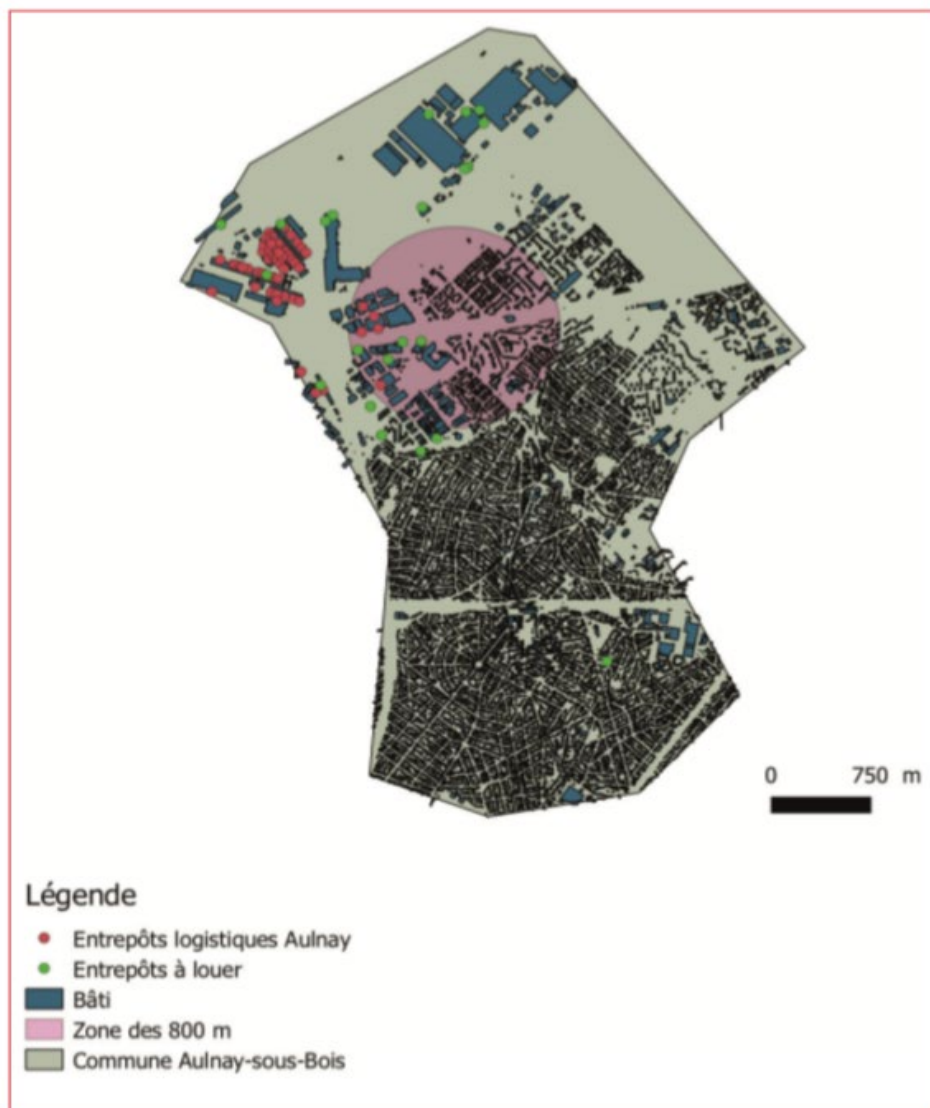 0 750 m
Légende
Entrepôts logistiques Aulnay
Entrepôts à louer
Bâti
Zone des 800 m
Commune Aulnay-sous-Bois